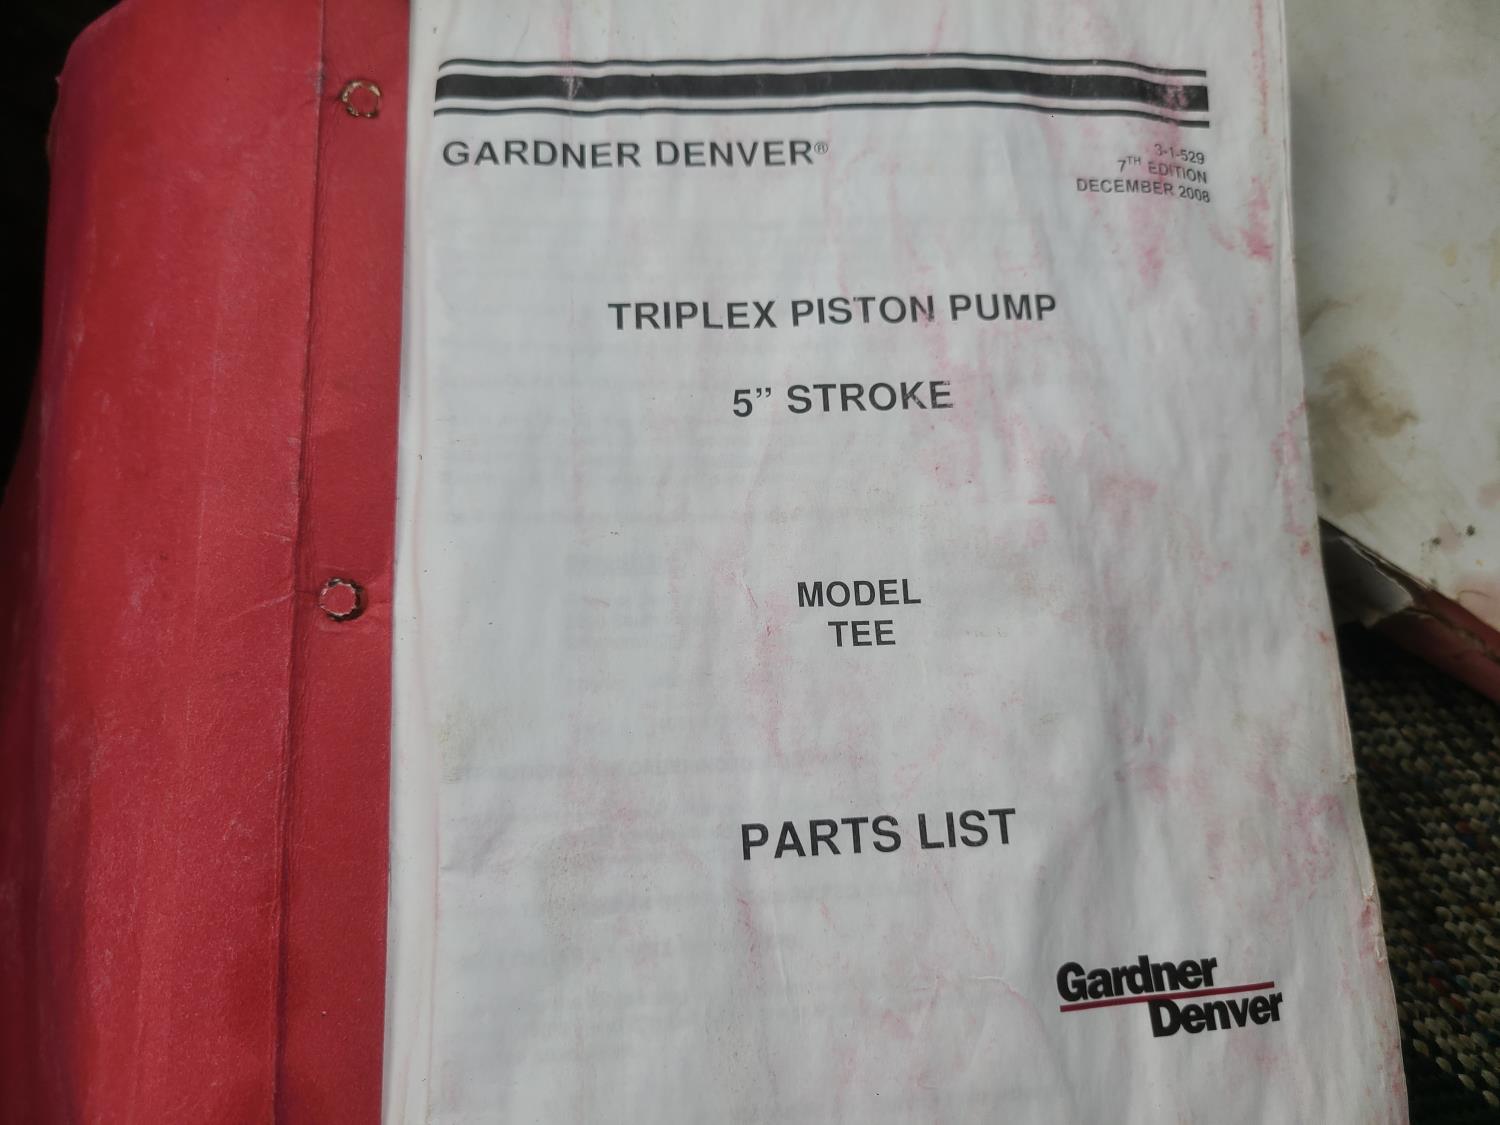 GARDNER DENVER®
3-1-529
7TH EDITION
DECEMBER 2008
TRIPLEX PISTON PUMP
5” STROKE
MODEL
TEE
PARTS LIST
Gardner
Denver